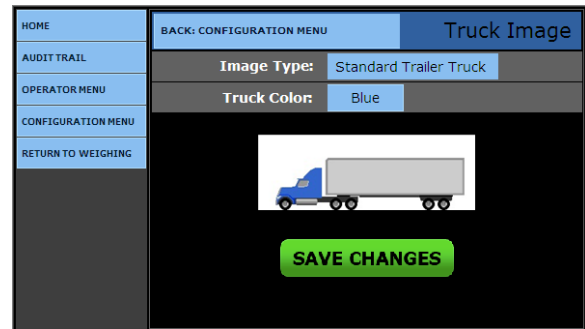 HOME
AUDIT TRAIL
OPERATOR MENU
CONFIGURATION MENU
RETURN TO WEIGHING
BACK: CONFIGURATION MENU
Truck Image
Image Type: Standard Trailer Truck
Truck Color: Blue
SAVE CHANGES